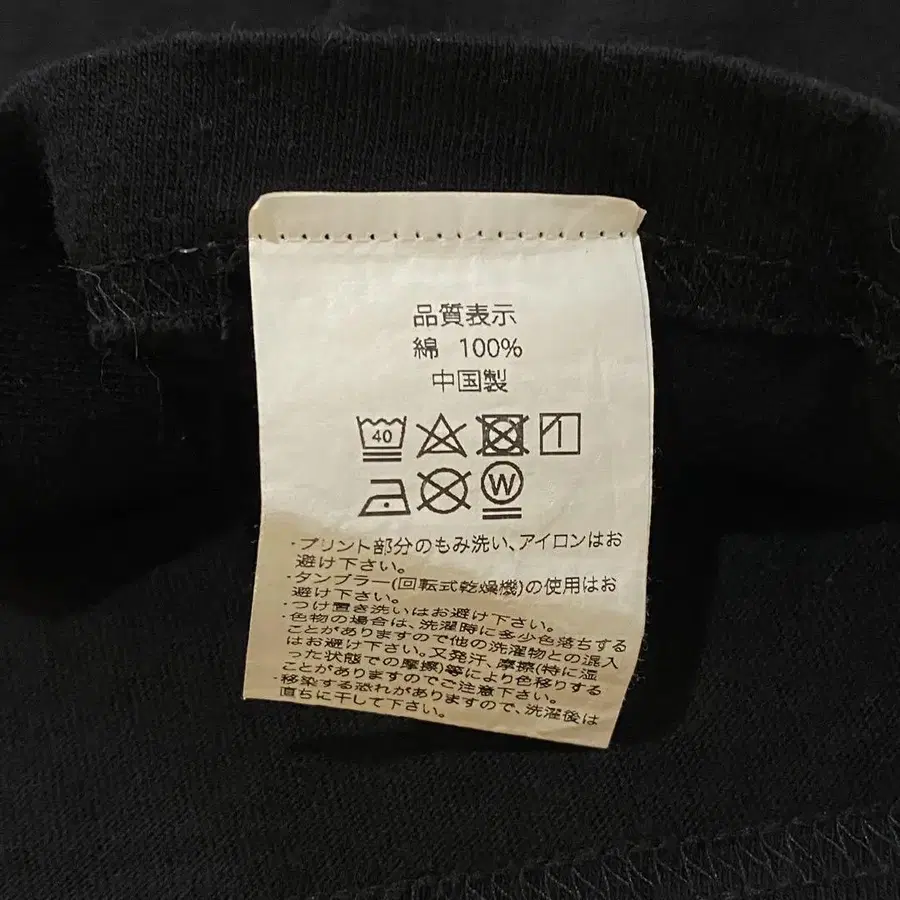 品質表示
綿 100%
中国製
40
W
・プリント部分のもみ洗い、アイロンはお
避け下さい。
・タンブラー(回転式乾燥機)の使用はお
避け下さい。
・つけ置き洗いはお避け下さい。
・色物の場合は、洗濯時に多少色落ちする
ことがありますので他の洗濯物との混入
はお避け下さい。又発汗、摩擦(特に湿
った状態での摩擦)等により色移りする
ことがありますのでご注意下さい。
・移染する恐れがありますので、洗濯後は
直ちに干して下さい。